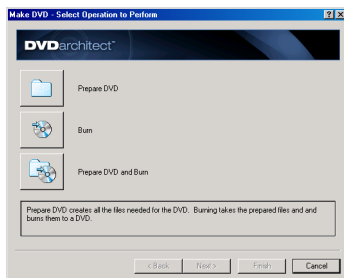 Make DVD - Select Operation to Perform
DVDarchitect™
Prepare DVD
Burn
Prepare DVD and Burn
Prepare DVD creates all the files needed for the DVD. Burning takes the prepared files and and
burns them to a DVD.
< Back Next > Finish Cancel